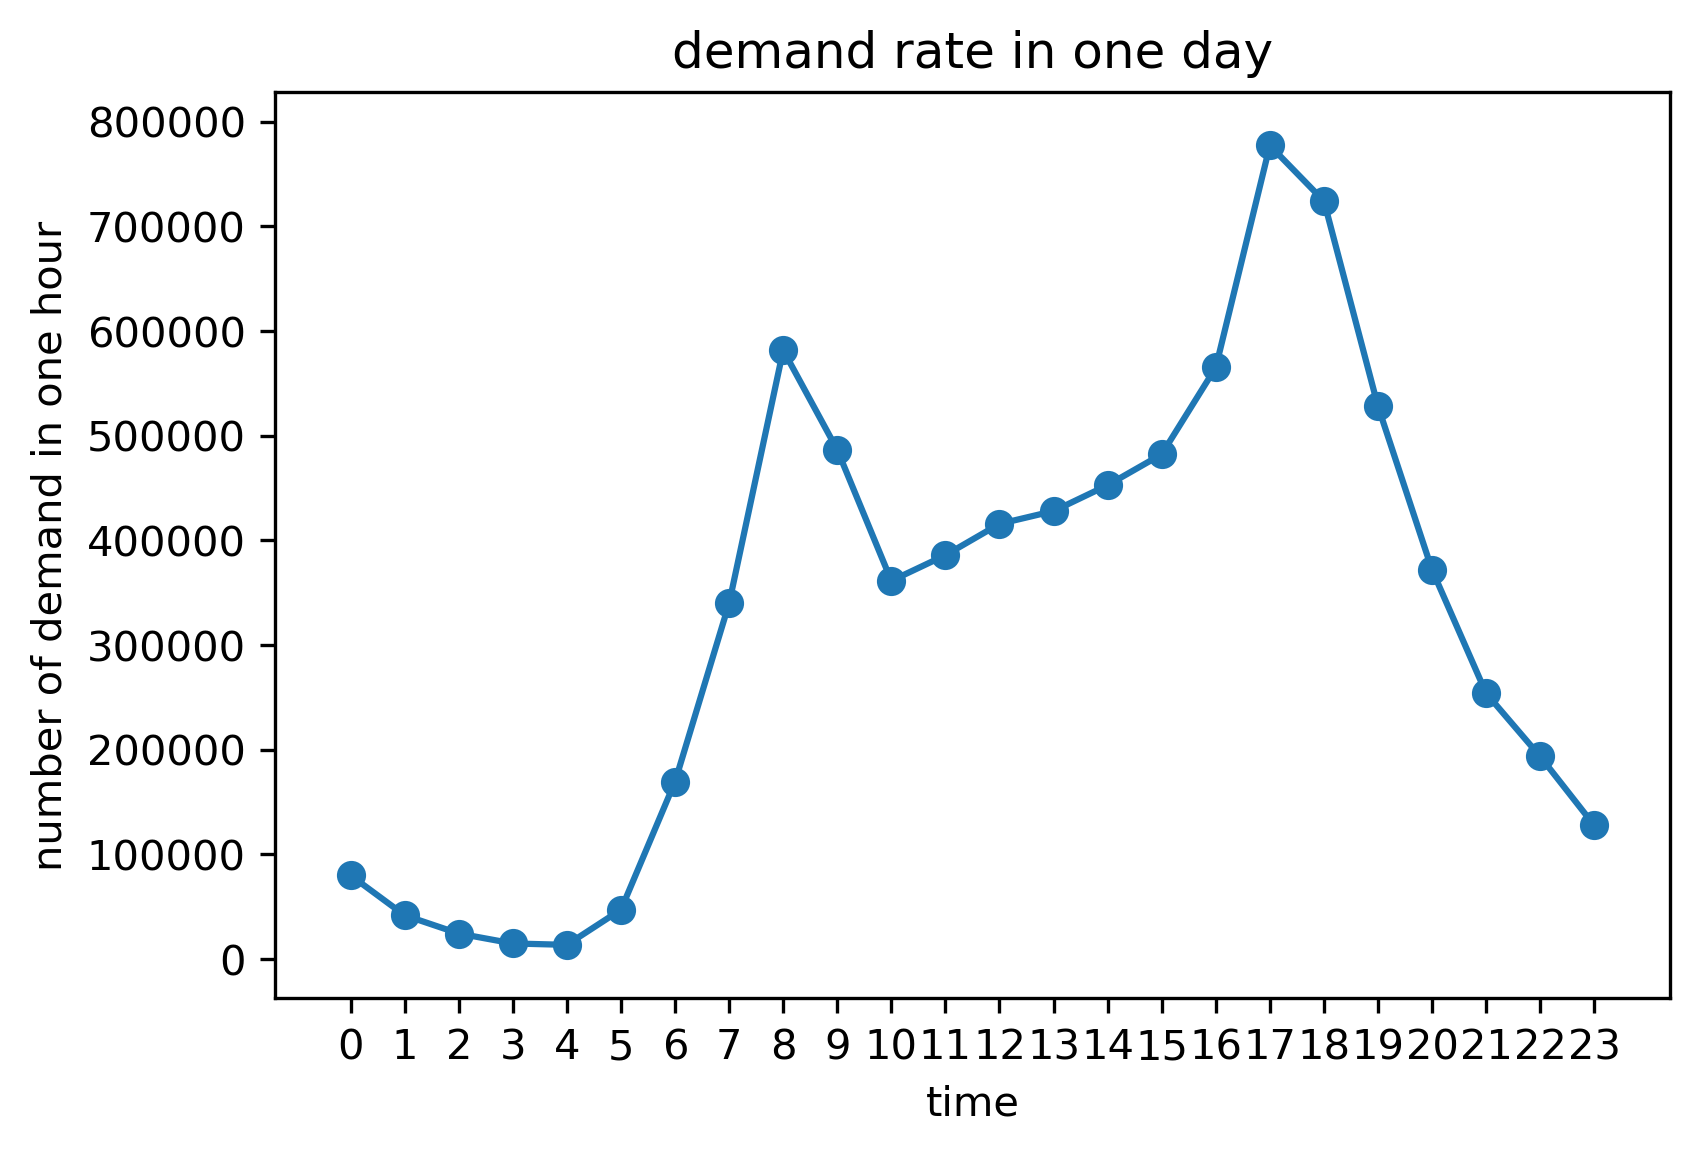 demand rate in one day
number of demand in one hour
800000
700000
600000
500000
400000
300000
200000
100000
0
0 1 2 3 4 5 6 7 8 9 10 11 12 13 14 15 16 17 18 19 20 21 22 23
time